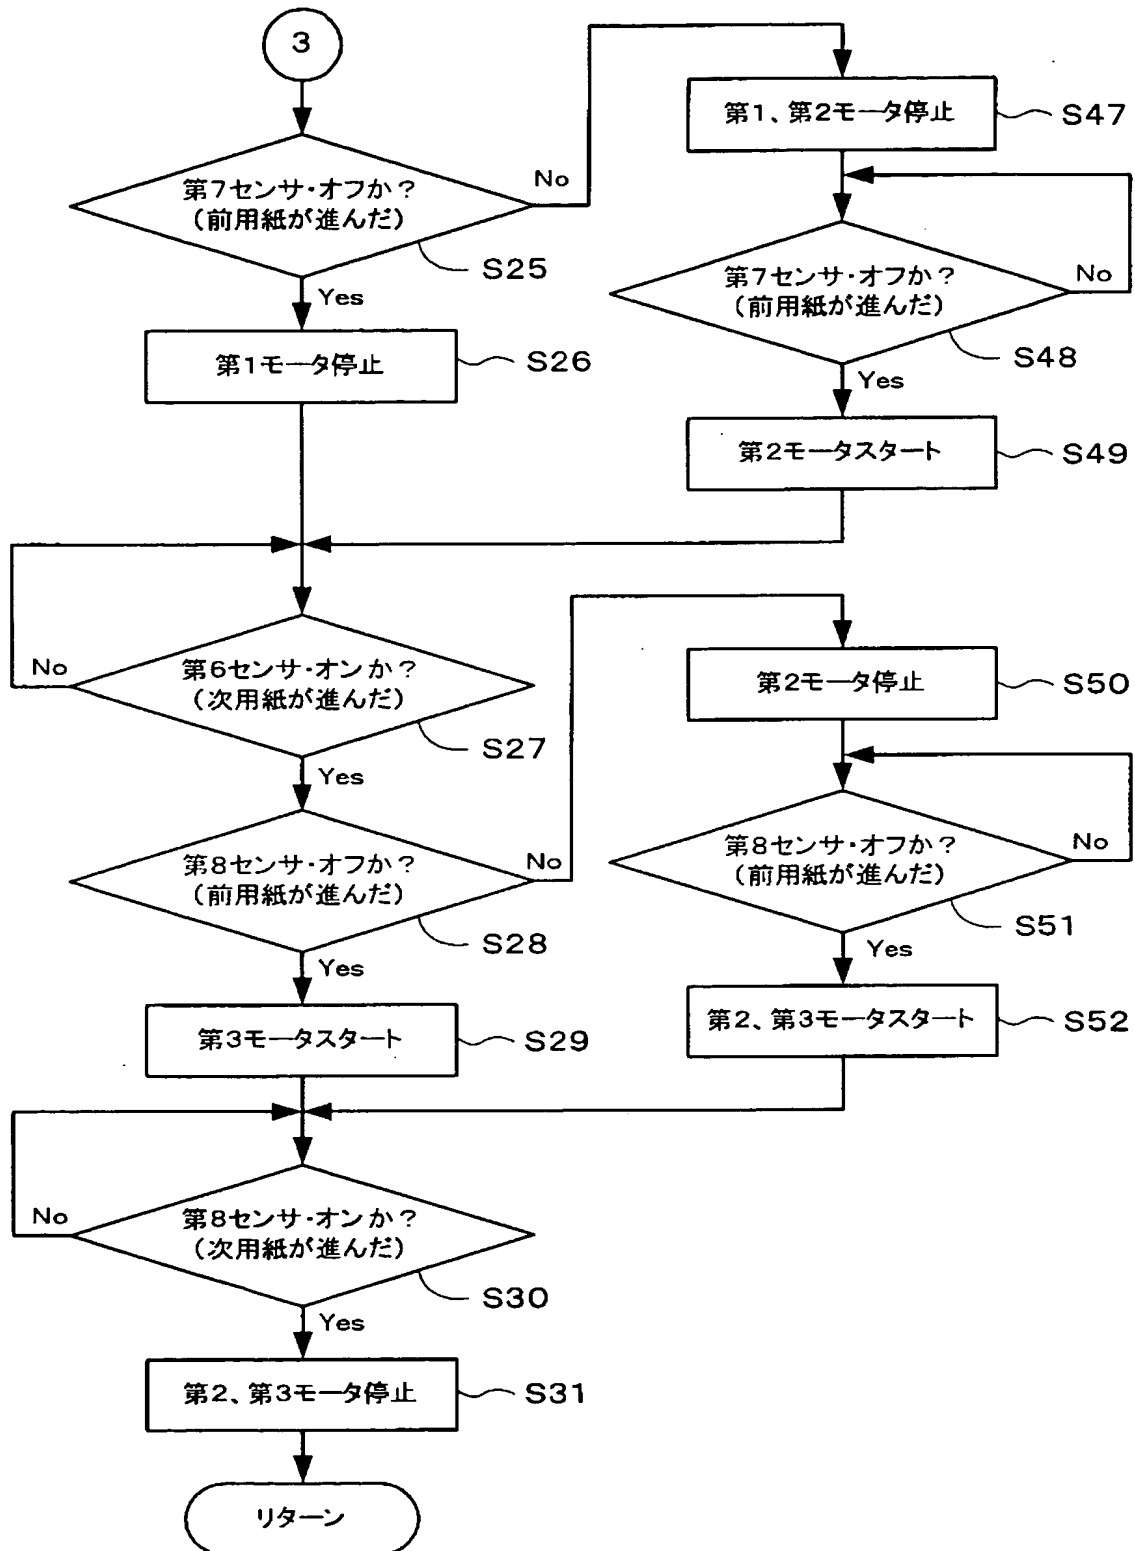 3
第7センサ・オフか？
(前用紙が進んだ)
No
S25
Yes
第1モータ停止
S26
第1、第2モータ停止
S47
第7センサ・オフか？
(前用紙が進んだ)
No
S48
Yes
第2モータスタート
S49
第6センサ・オンか？
(次用紙が進んだ)
No
S27
Yes
第8センサ・オフか？
(前用紙が進んだ)
No
S28
Yes
第3モータスタート
S29
第2モータ停止
S50
第8センサ・オフか？
(前用紙が進んだ)
No
S51
Yes
第2、第3モータスタート
S52
第8センサ・オンか？
(次用紙が進んだ)
No
S30
Yes
第2、第3モータ停止
S31
リターン